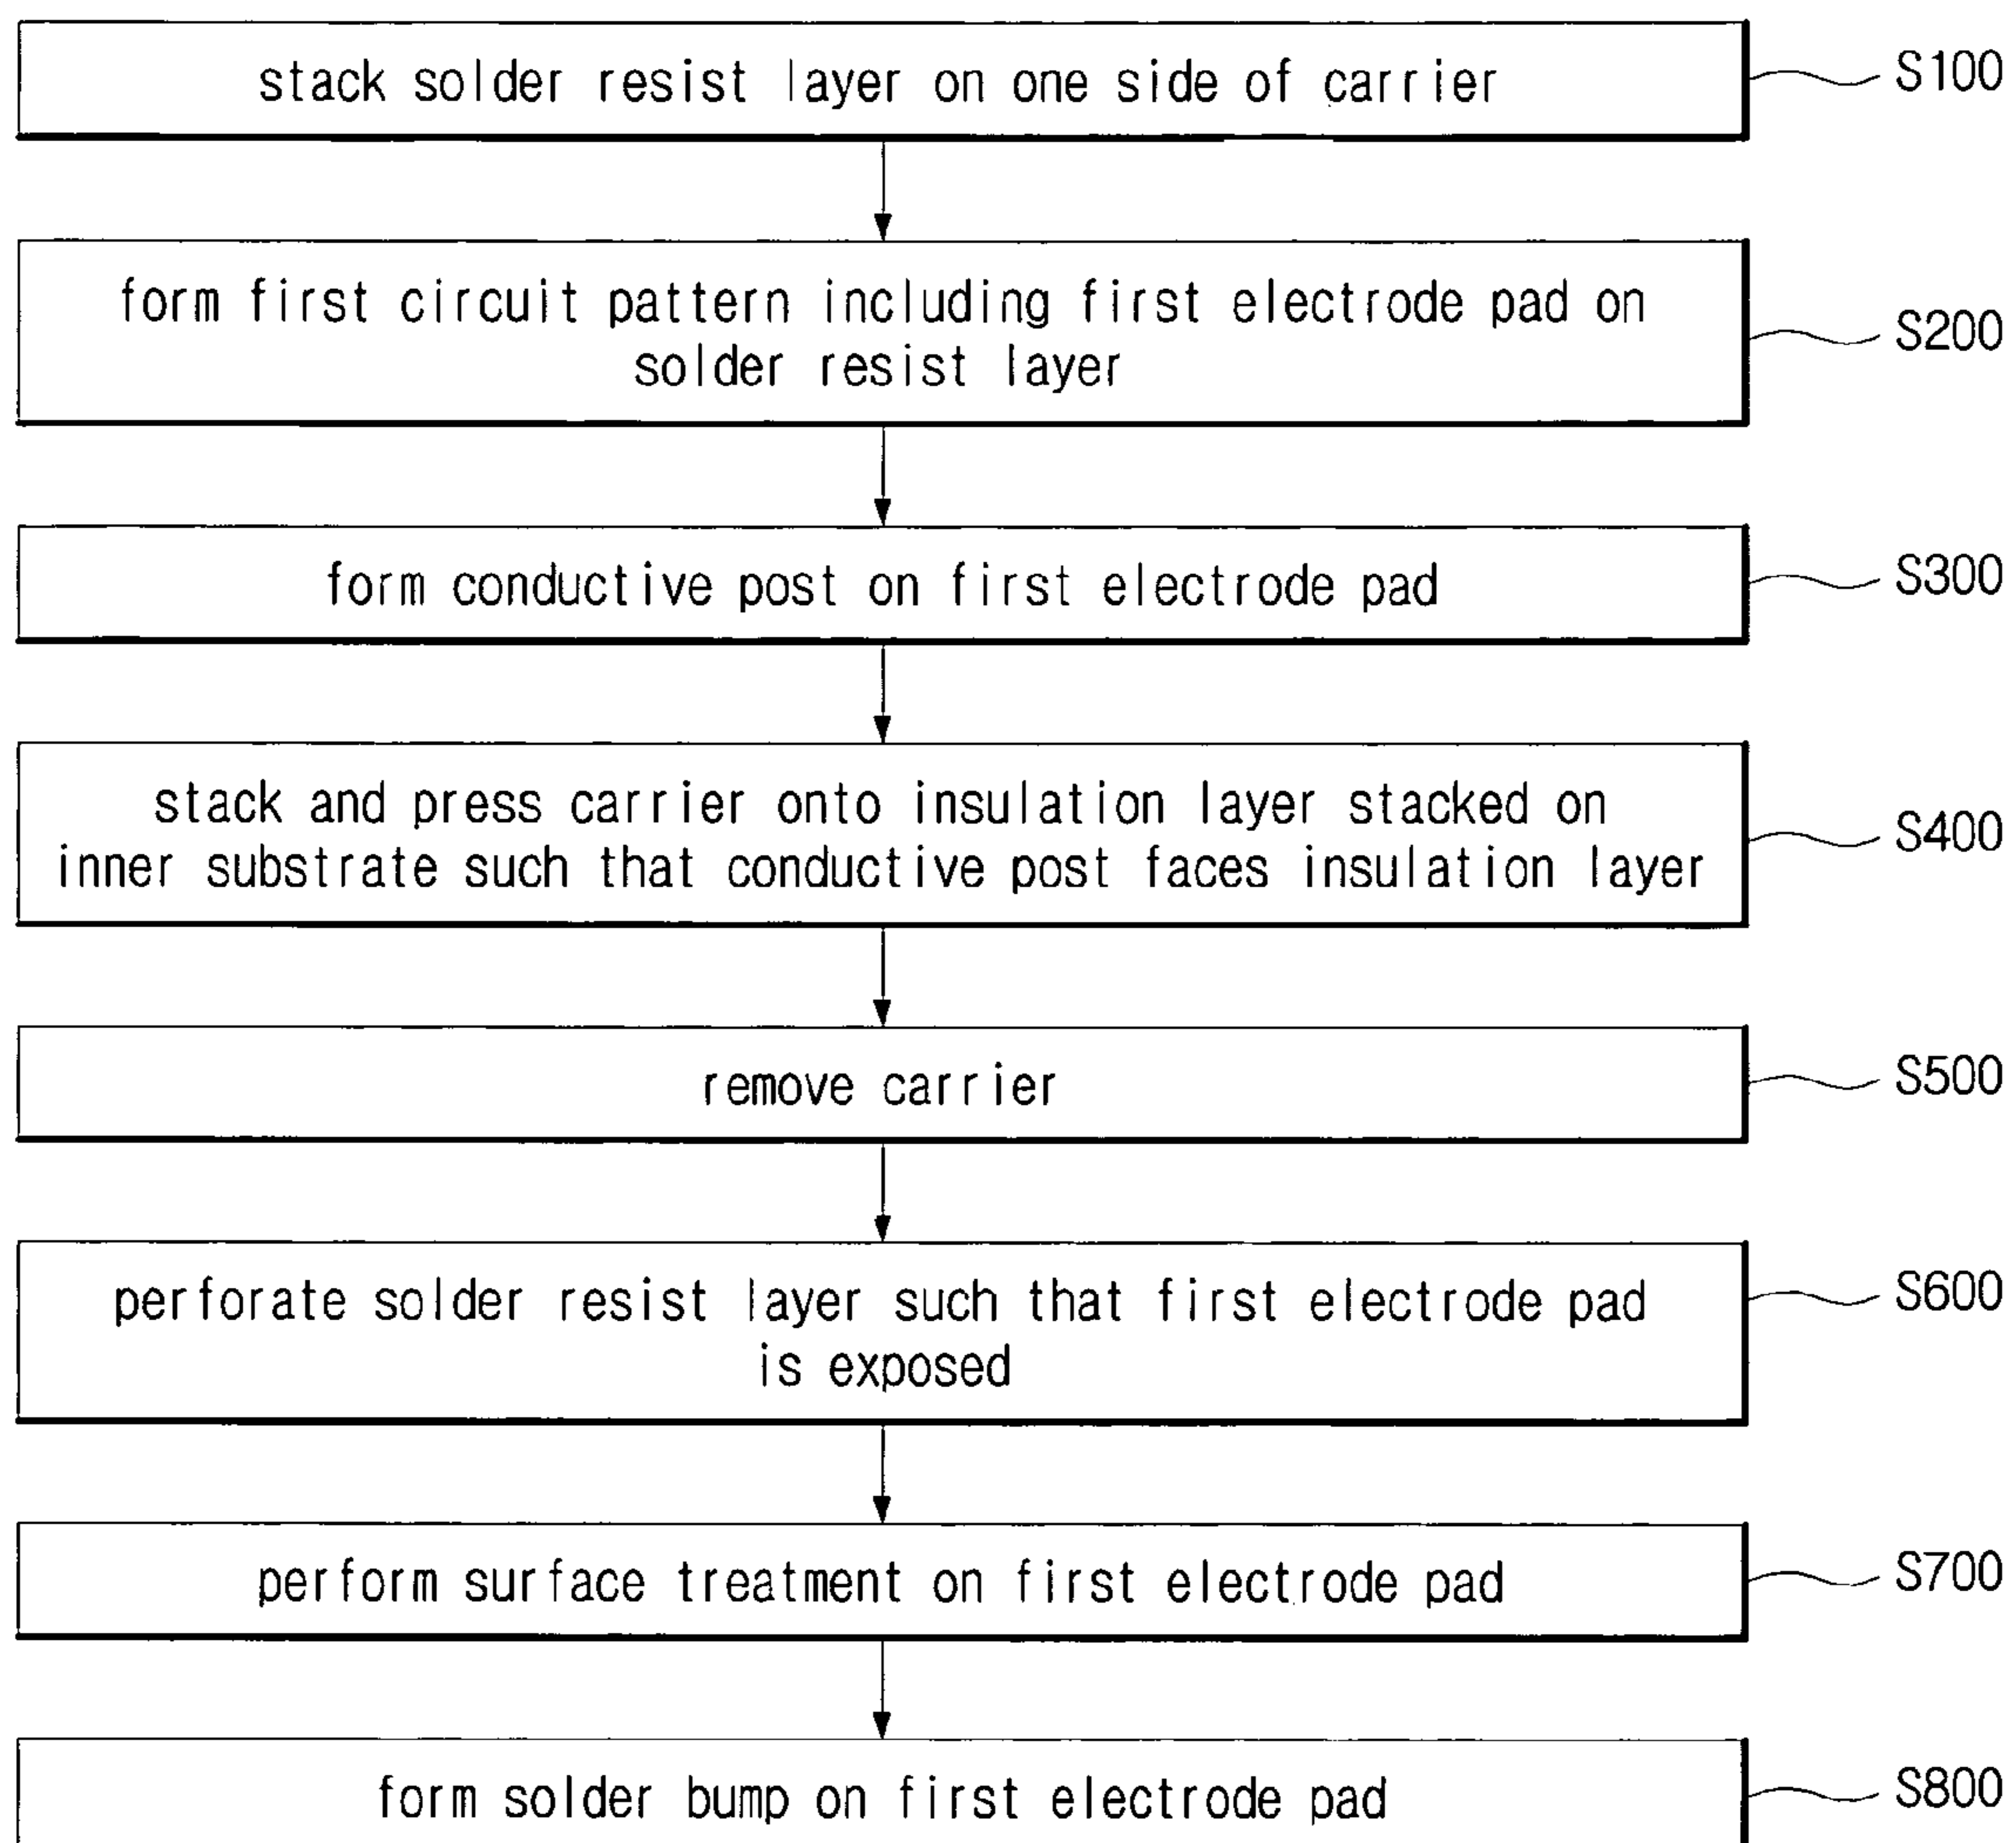 stack solder resist layer on one side of carrier
S100
form first circuit pattern including first electrode pad on
solder resist layer
S200
form conductive post on first electrode pad
S300
stack and press carrier onto insulation layer stacked on
inner substrate such that conductive post faces insulation layer
S400
remove carrier
S500
perforate solder resist layer such that first electrode pad
is exposed
S600
perform surface treatment on first electrode pad
S700
form solder bump on first electrode pad
S800